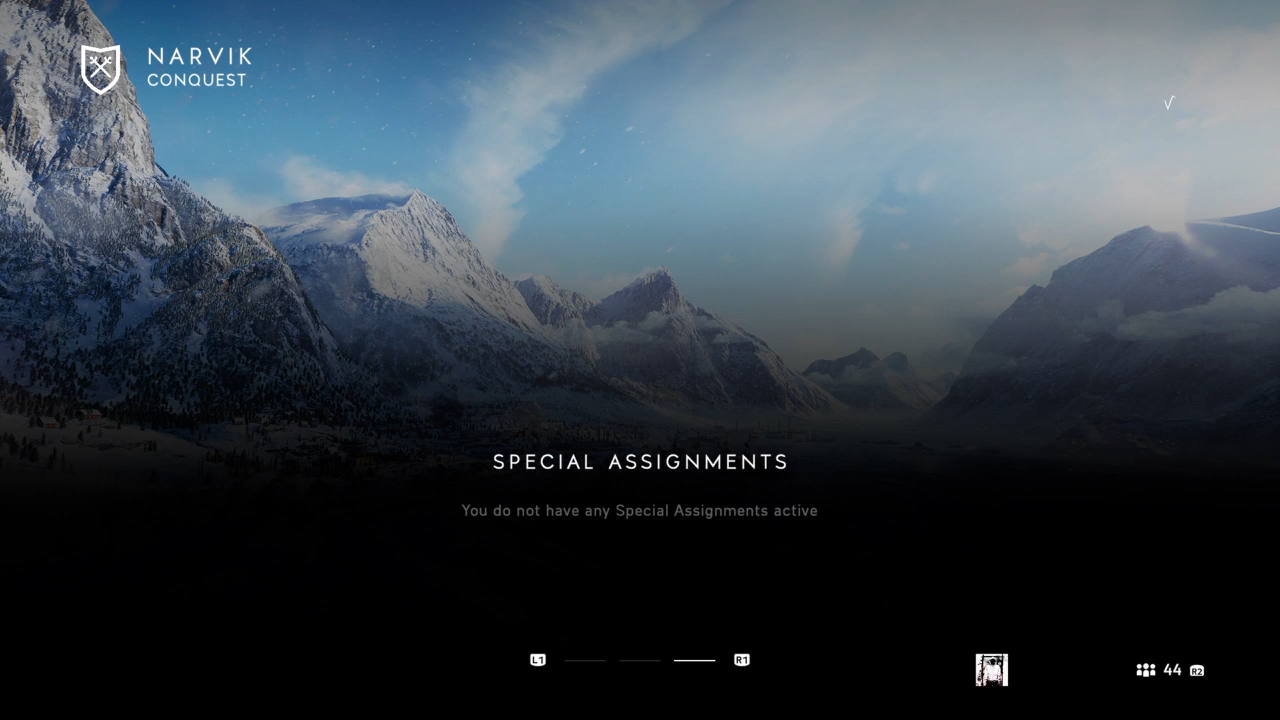 NARVIK
CONQUEST
√
SPECIAL ASSIGNMENTS
You do not have any Special Assignments active
L1
R1
44 R2